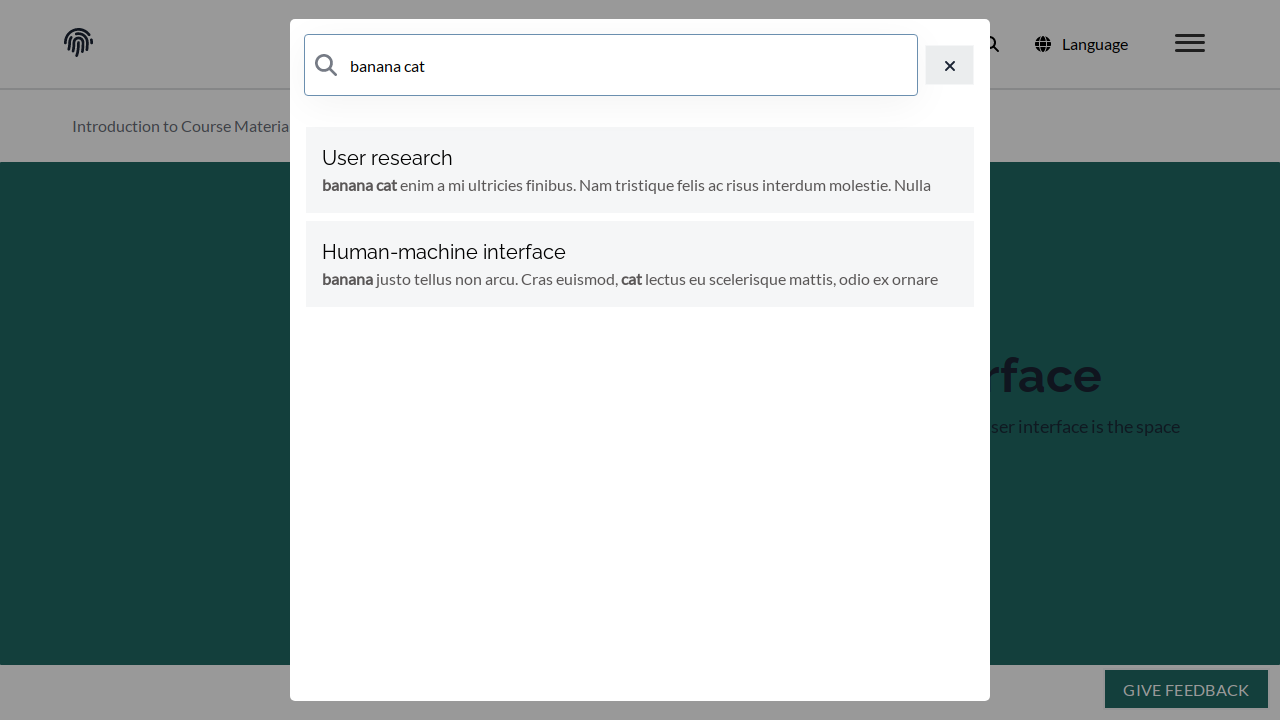 banana cat
Language
Introduction to Course Materia
User research
banana cat enim a mi ultricies finibus. Nam tristique felis ac risus interdum molestie. Nulla
Human-machine interface
banana justo tellus non arcu. Cras euismod, cat lectus eu scelerisque mattis, odio ex ornare
rface
ser interface is the space
GIVE FEEDBACK